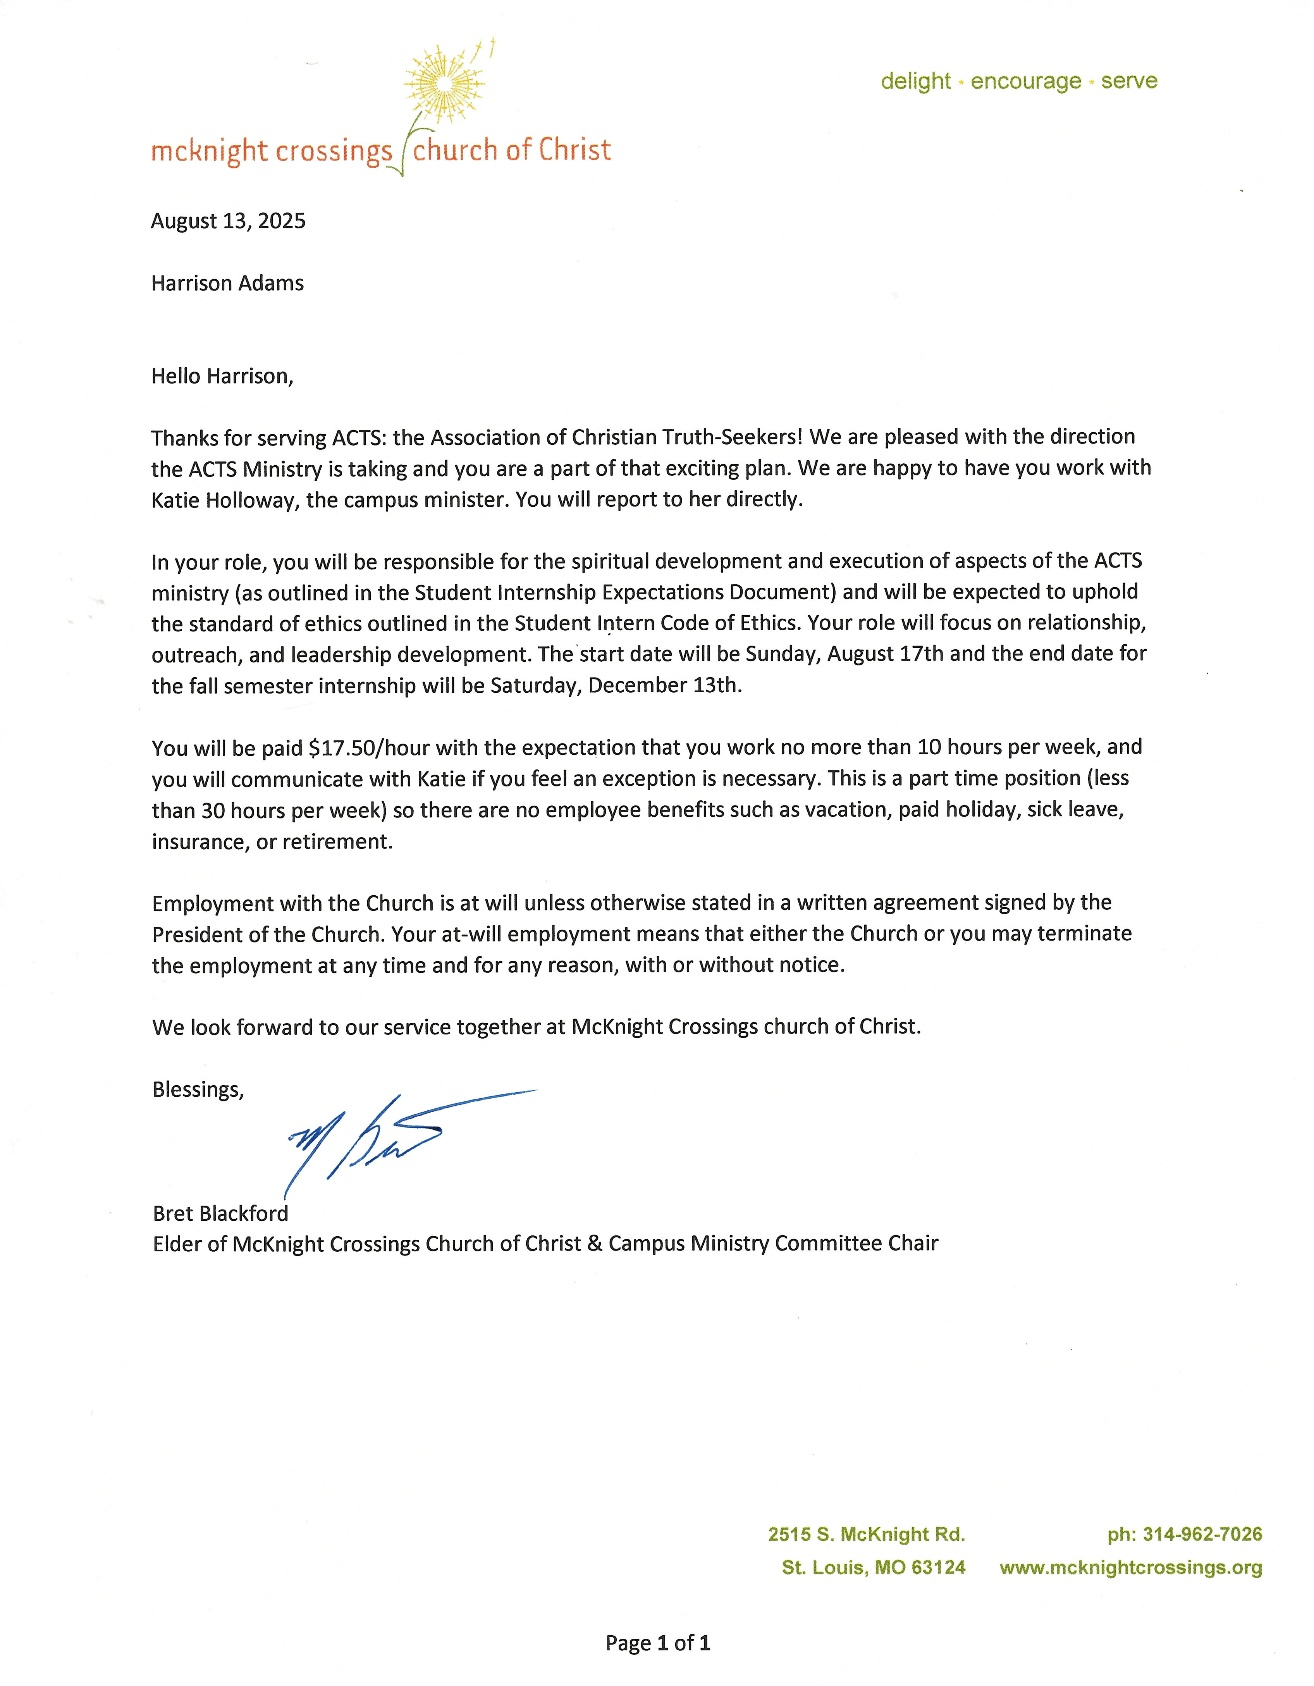 delight · encourage · serve
mcknight crossings church of Christ
August 13, 2025
Harrison Adams
Hello Harrison,
Thanks for serving ACTS: the Association of Christian Truth-Seekers! We are pleased with the direction
the ACTS Ministry is taking and you are a part of that exciting plan. We are happy to have you work with
Katie Holloway, the campus minister. You will report to her directly.
In your role, you will be responsible for the spiritual development and execution of aspects of the ACTS
ministry (as outlined in the Student Internship Expectations Document) and will be expected to uphold
the standard of ethics outlined in the Student Intern Code of Ethics. Your role will focus on relationship,
outreach, and leadership development. The start date will be Sunday, August 17th and the end date for
the fall semester internship will be Saturday, December 13th.
You will be paid $17.50/hour with the expectation that you work no more than 10 hours per week, and
you will communicate with Katie if you feel an exception is necessary. This is a part time position (less
than 30 hours per week) so there are no employee benefits such as vacation, paid holiday, sick leave,
insurance, or retirement.
Employment with the Church is at will unless otherwise stated in a written agreement signed by the
President of the Church. Your at-will employment means that either the Church or you may terminate
the employment at any time and for any reason, with or without notice.
We look forward to our service together at McKnight Crossings church of Christ.
Blessings,
Bret Blackford
Elder of McKnight Crossings Church of Christ & Campus Ministry Committee Chair
2515 S. McKnight Rd. ph: 314-962-7026
St. Louis, MO 63124 www.mcknightcrossings.org
Page 1 of 1